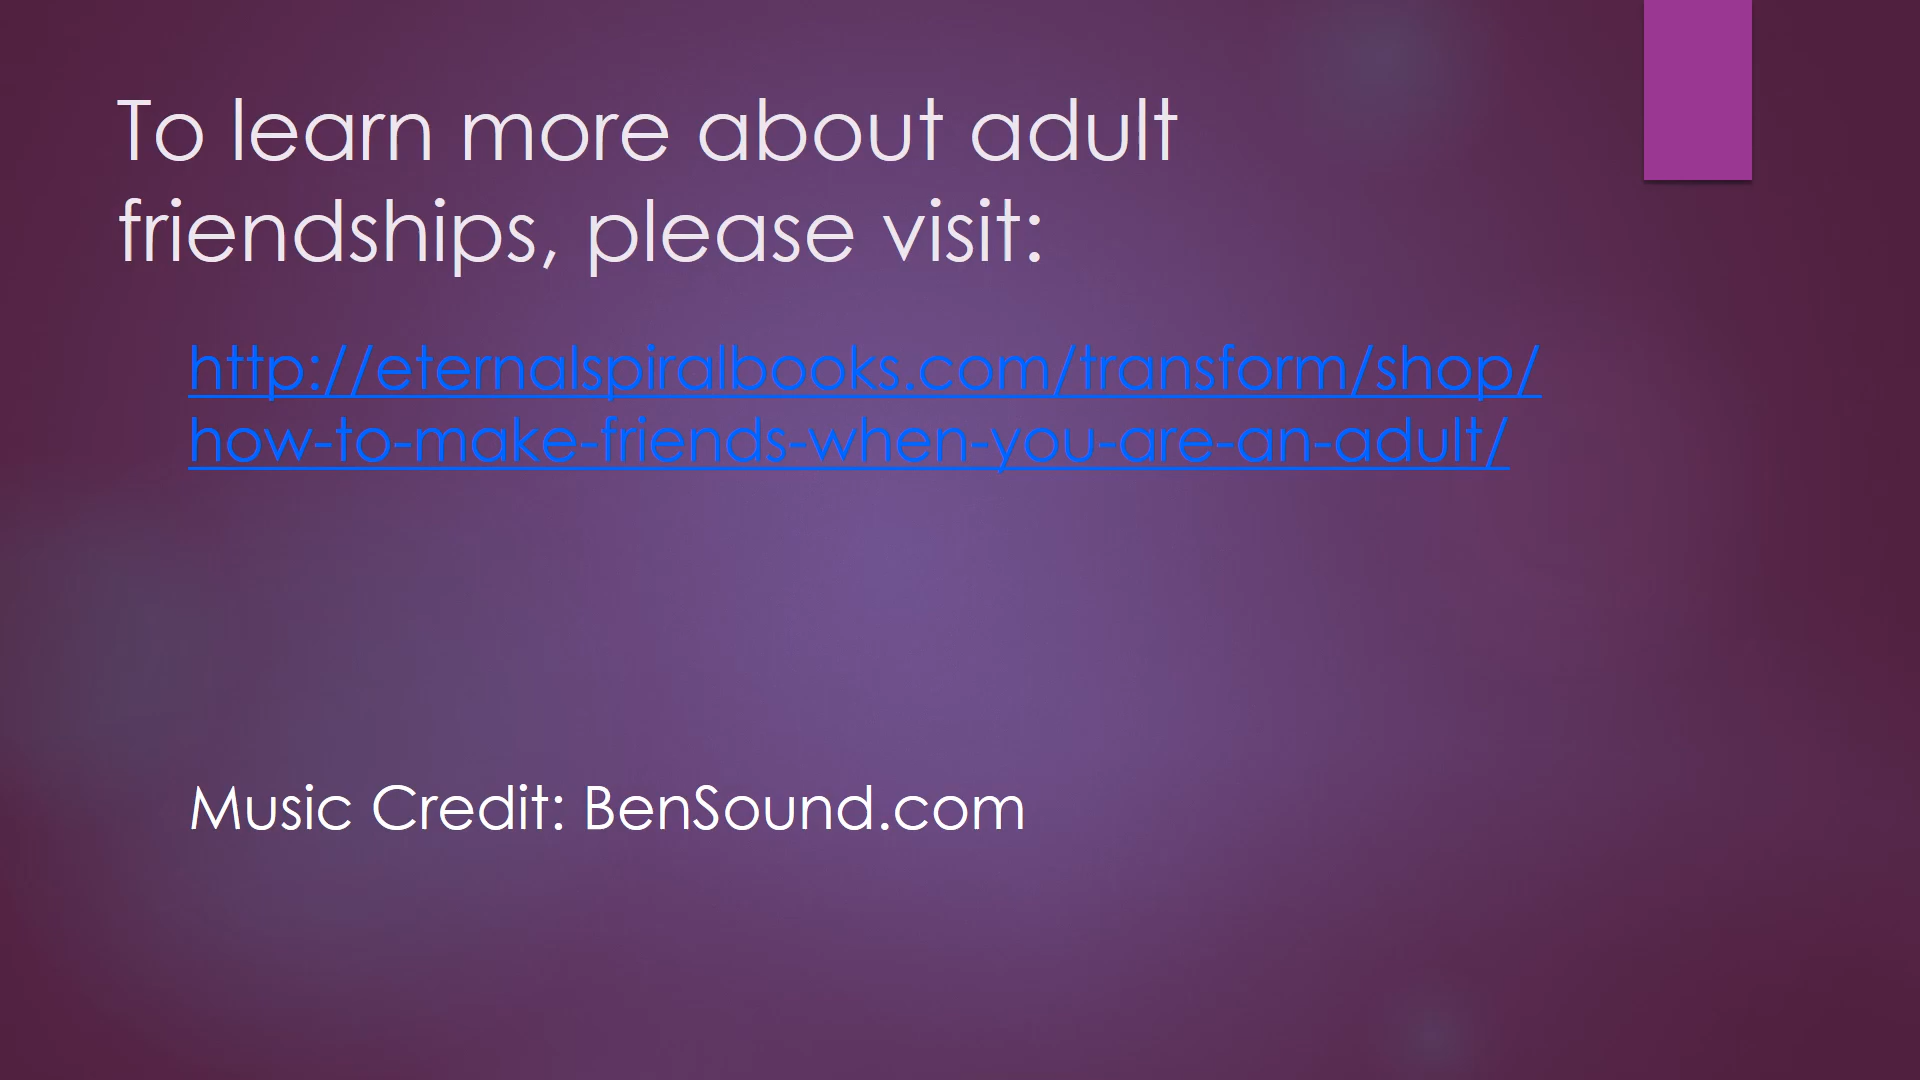 To learn more about adult
friendships, please visit:
http://eternalspiralbooks.com/transform/shop/
how-to-make-friends-when-you-are-an-adult/
Music Credit: BenSound.com